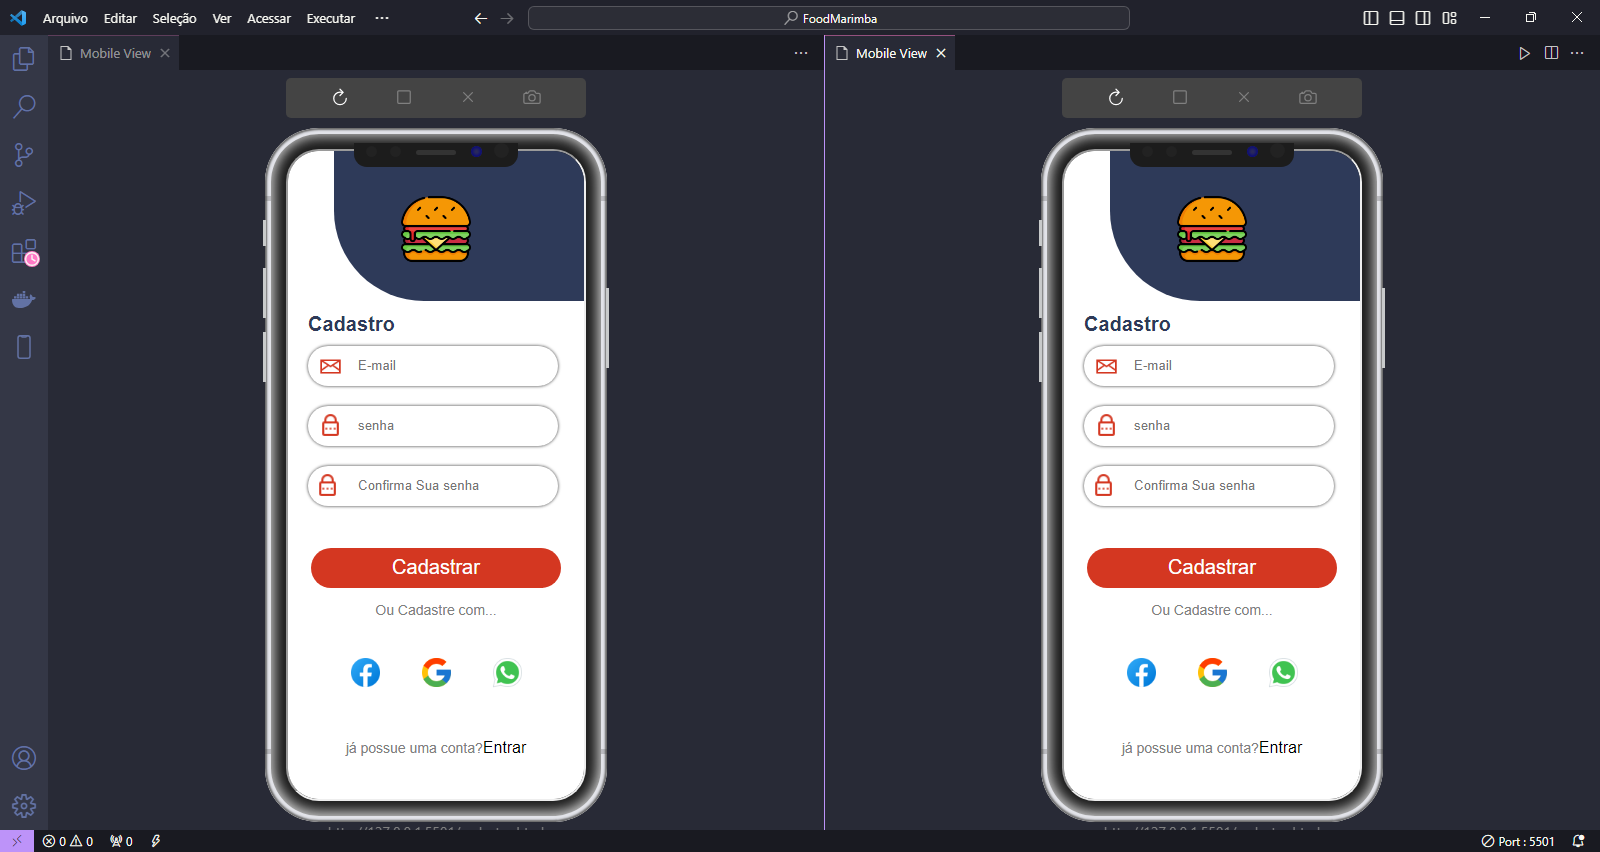 Arquivo Editar Seleção Ver Acessar Executar ··· FoodMarimba
Mobile View
Mobile View
Cadastro
E-mail
senha
Confirma Sua senha
Cadastrar
Ou Cadastre com...
já possue uma conta?Entrar
Cadastro
E-mail
senha
Confirma Sua senha
Cadastrar
Ou Cadastre com...
já possue uma conta?Entrar
0 0 0 Port : 5501